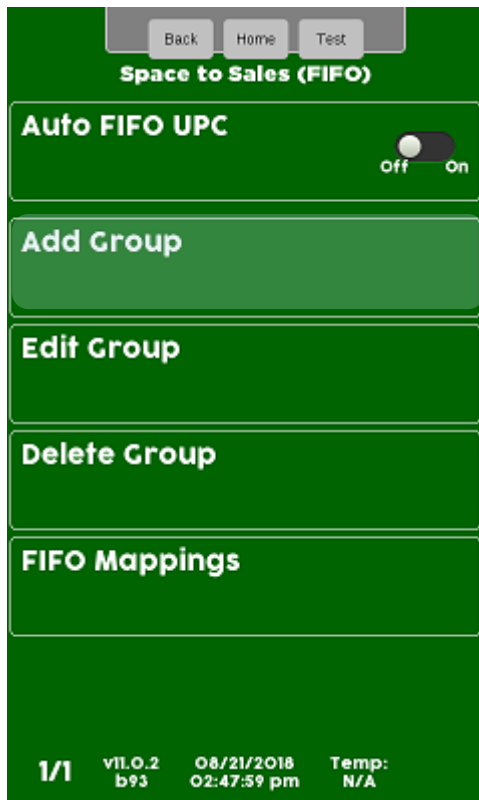 Back Home Test
Space to Sales (FIFO)
Auto FIFO UPC
Off On
Add Group
Edit Group
Delete Group
FIFO Mappings
1/1 v11.0.2 08/21/2018 Temp:
b93 02:47:59 pm N/A